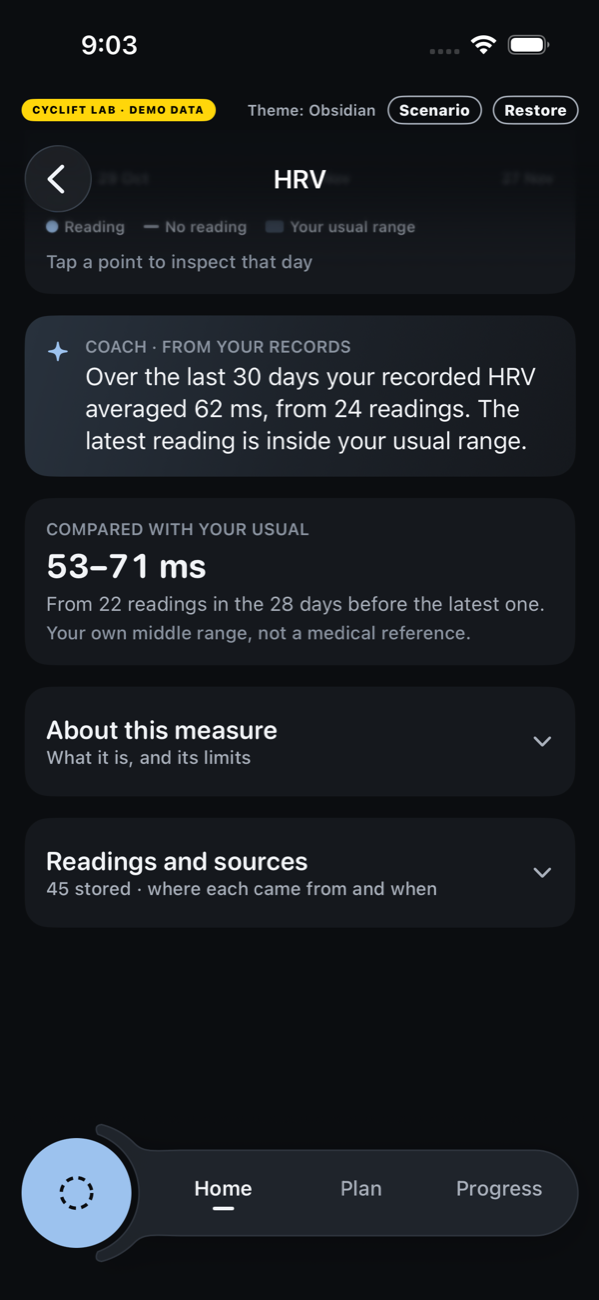 9:03
CYCLIFT LAB · DEMO DATA
Theme: Obsidian
Scenario
Restore
HRV
27 Nov
Reading
No reading
Your usual range
Tap a point to inspect that day
COACH · FROM YOUR RECORDS
Over the last 30 days your recorded HRV
averaged 62 ms, from 24 readings. The
latest reading is inside your usual range.
COMPARED WITH YOUR USUAL
53–71 ms
From 22 readings in the 28 days before the latest one.
Your own middle range, not a medical reference.
About this measure
What it is, and its limits
Readings and sources
45 stored · where each came from and when
Home
Plan
Progress